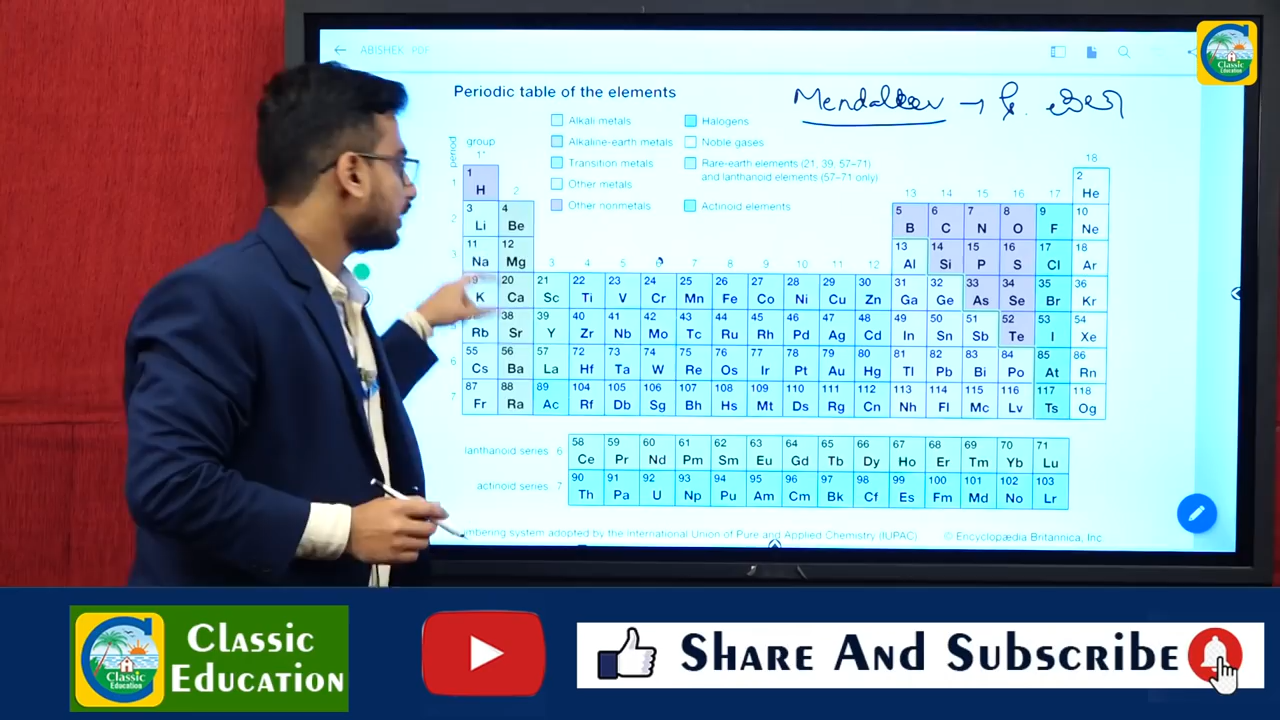 ABISHEK PDF
Classic
Education
Periodic table of the elements
Mendaleev →
Alkali metals
Halogens
Alkaline-earth metals
Noble gases
Transition metals
Rare-earth elements (21, 39, 57–71)
and lanthanoid elements (57–71 only)
Other metals
Other nonmetals
Actinoid elements
period
group
1*
18
1 H
2 He
2
13 14 15 16 17
3 Li 4 Be 5 B 6 C 7 N 8 O 9 F 10 Ne
11 Na 12 Mg 13 Al 14 Si 15 P 16 S 17 Cl 18 Ar
3 4 5 6 7 8 9 10 11 12
K 20 Ca 21 Sc 22 Ti 23 V 24 Cr 25 Mn 26 Fe 27 Co 28 Ni 29 Cu 30 Zn 31 Ga 32 Ge 33 As 34 Se 35 Br 36 Kr
Rb 38 Sr 39 Y 40 Zr 41 Nb 42 Mo 43 Tc 44 Ru 45 Rh 46 Pd 47 Ag 48 Cd 49 In 50 Sn 51 Sb 52 Te 53 I 54 Xe
6 55 Cs 56 Ba 57 La 72 Hf 73 Ta 74 W 75 Re 76 Os 77 Ir 78 Pt 79 Au 80 Hg 81 Tl 82 Pb 83 Bi 84 Po 85 At 86 Rn
7 87 Fr 88 Ra 89 Ac 104 Rf 105 Db 106 Sg 107 Bh 108 Hs 109 Mt 110 Ds 111 Rg 112 Cn 113 Nh 114 Fl 115 Mc 116 Lv 117 Ts 118 Og
lanthanoid series 6 58 Ce 59 Pr 60 Nd 61 Pm 62 Sm 63 Eu 64 Gd 65 Tb 66 Dy 67 Ho 68 Er 69 Tm 70 Yb 71 Lu
actinoid series 7 90 Th 91 Pa 92 U 93 Np 94 Pu 95 Am 96 Cm 97 Bk 98 Cf 99 Es 100 Fm 101 Md 102 No 103 Lr
mbering system adopted by the International Union of Pure and Applied Chemistry (IUPAC) © Encyclopædia Britannica, Inc.
Classic
Education
Classic
Education
Share And Subscribe